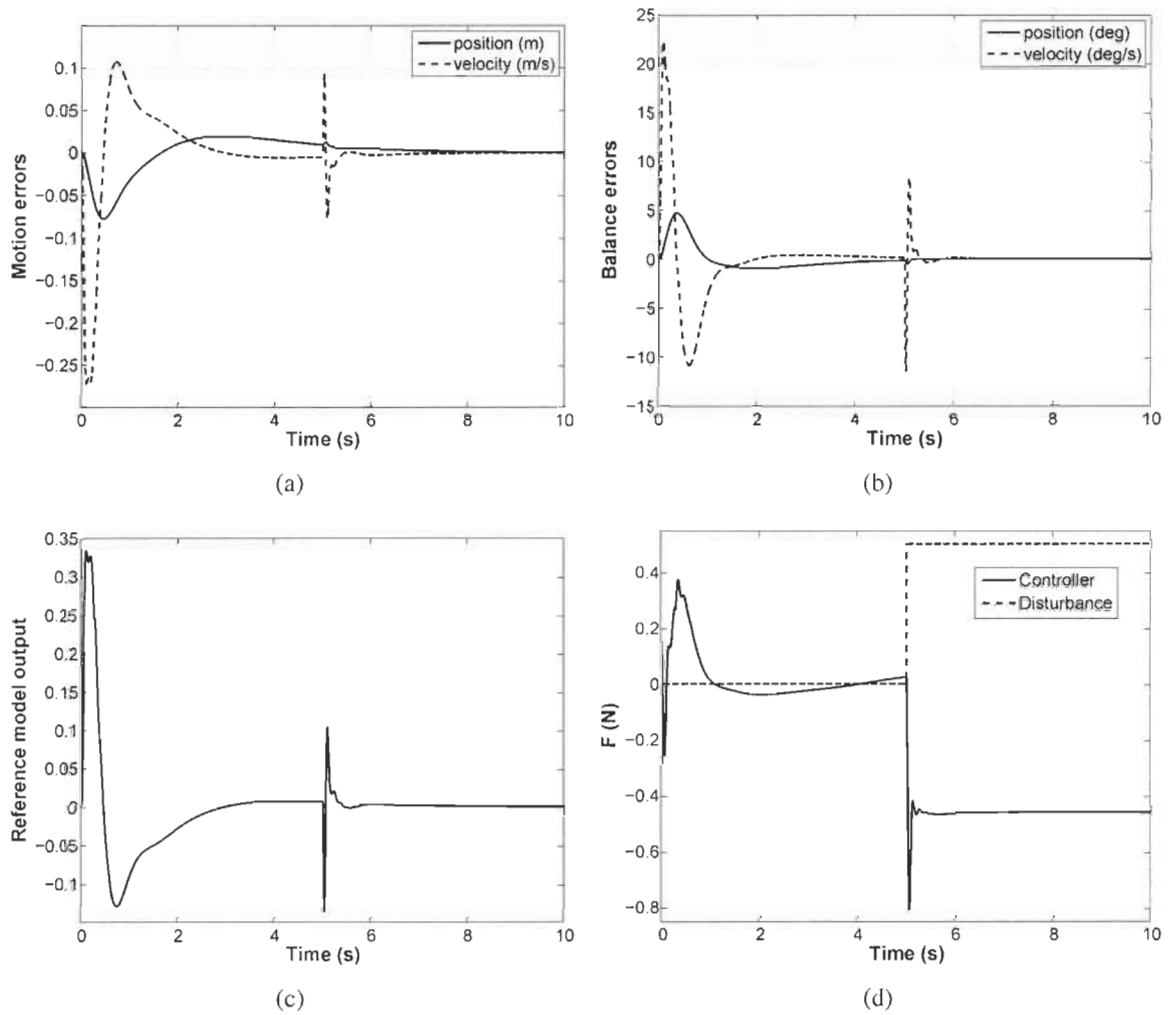 position (m)
velocity (m/s)
0.1
0.05
0
−0.05
−0.1
−0.15
−0.2
−0.25
Motion errors
0 2 4 6 8 10
Time (s)
(a)
position (deg)
velocity (deg/s)
25
20
15
10
5
0
−5
−10
−15
Balance errors
0 2 4 6 8 10
Time (s)
(b)
0.35
0.3
0.25
0.2
0.15
0.1
0.05
0
−0.05
−0.1
Reference model output
0 2 4 6 8 10
Time (s)
(c)
Controller
Disturbance
0.4
0.2
0
−0.2
−0.4
−0.6
−0.8
F (N)
0 2 4 6 8 10
Time (s)
(d)